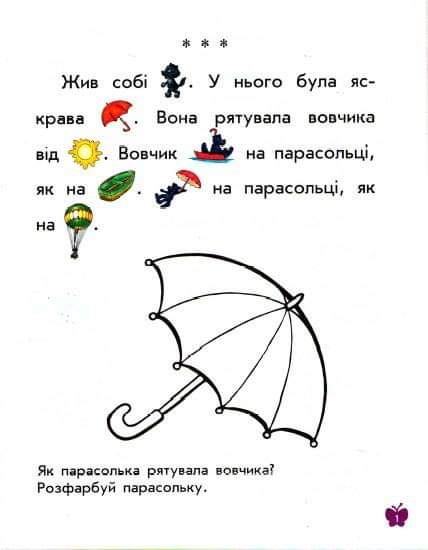 * * *
Жив собі . У нього була яс-
крава . Вона рятувала вовчика
від . Вовчик на парасольці,
як на . на парасольці, як
на .
Як парасолька рятувала вовчика?
Розфарбуй парасольку.
1